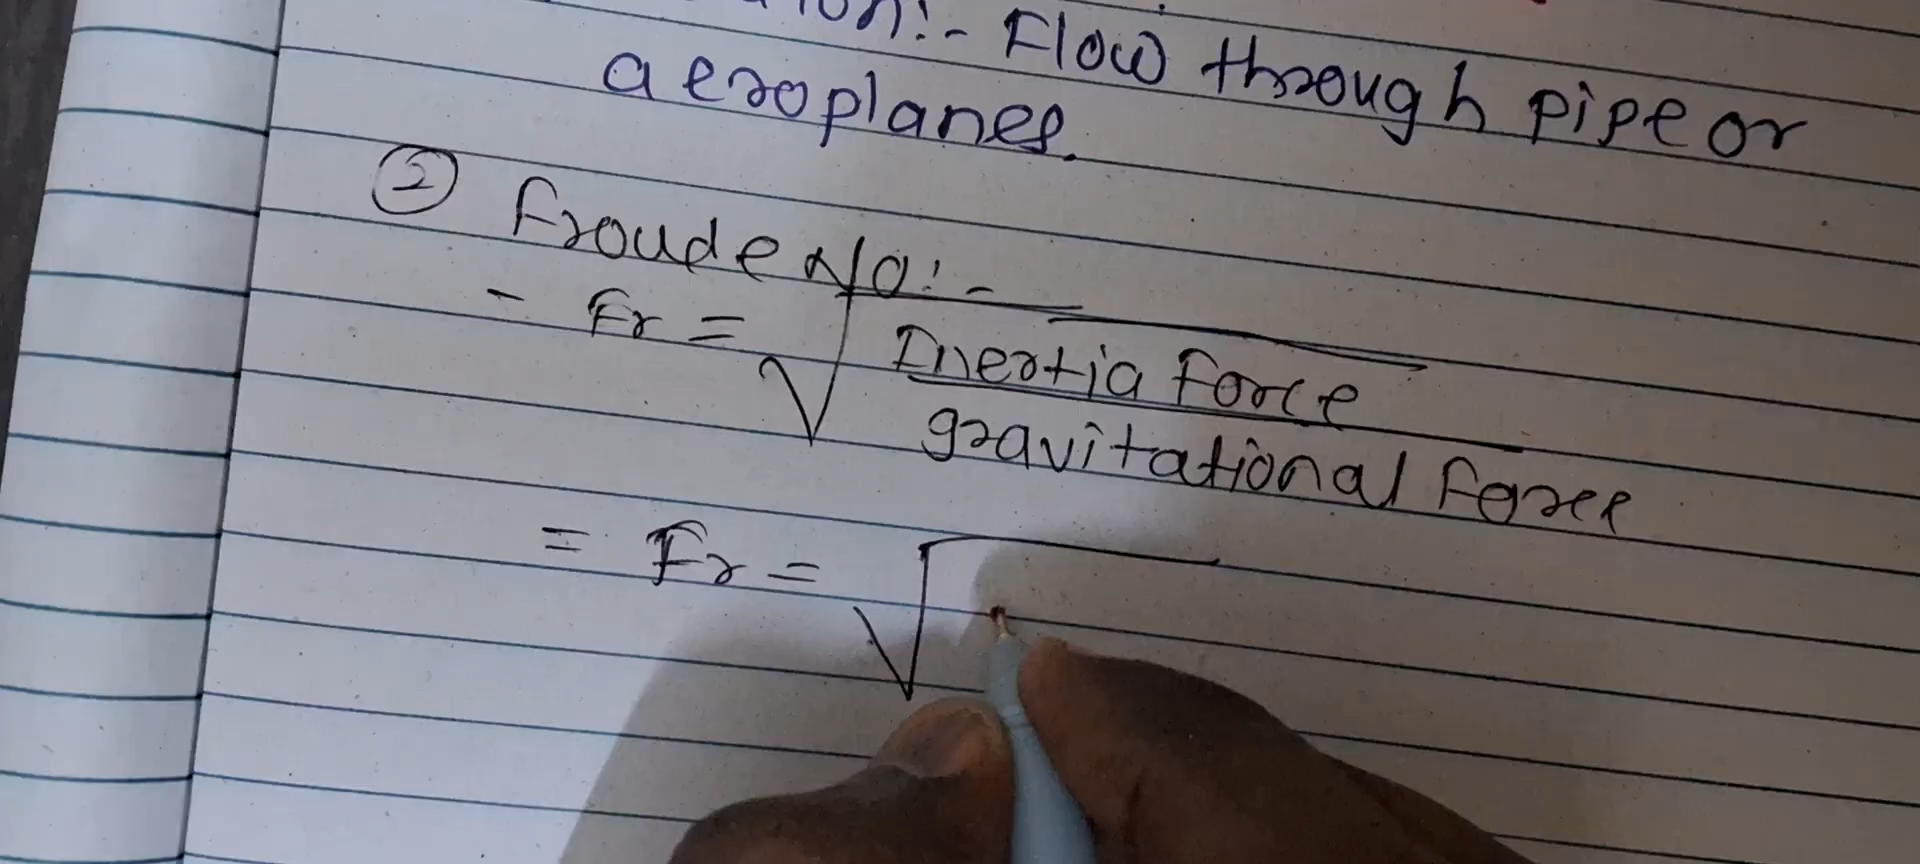 :- Flow through pipe or
aeroplanes.
② Froude No:-
- Fr = √ Inertia force
gravitational force
= Fr = √